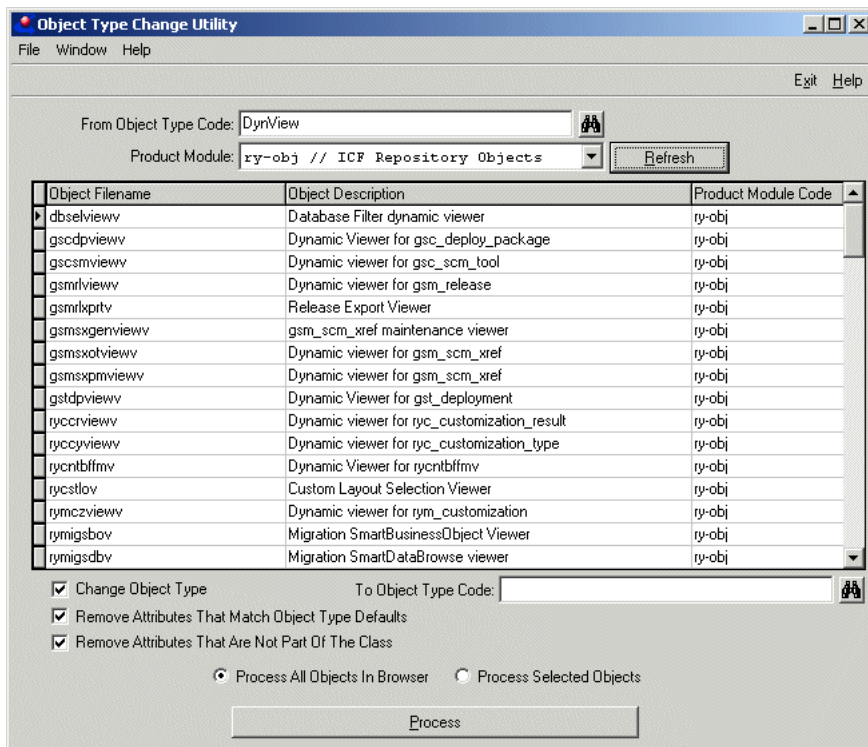 Object Type Change Utility
File Window Help
Exit Help
From Object Type Code: DynView
Product Module: ry-obj // ICF Repository Objects Refresh
Object Filename Object Description Product Module Code
dbselviewv Database Filter dynamic viewer ry-obj
gscdpviewv Dynamic Viewer for gsc_deploy_package ry-obj
gscsmviewv Dynamic viewer for gsc_scm_tool ry-obj
gsmrlviewv Dynamic viewer for gsm_release ry-obj
gsmrlxprtv Release Export Viewer ry-obj
gsmsxgenviewv gsm_scm_xref maintenance viewer ry-obj
gsmsxotviewv Dynamic viewer for gsm_scm_xref ry-obj
gsmsxpmviewv Dynamic viewer for gsm_scm_xref ry-obj
gstdpviewv Dynamic Viewer for gst_deployment ry-obj
ryccrviewv Dynamic viewer for ryc_customization_result ry-obj
ryccyviewv Dynamic viewer for ryc_customization_type ry-obj
rycntbffmv Dynamic Viewer for rycntbffmv ry-obj
rycstlov Custom Layout Selection Viewer ry-obj
rymczviewv Dynamic viewer for rym_customization ry-obj
rymigsbov Migration SmartBusinessObject Viewer ry-obj
rymigsdbv Migration SmartDataBrowse viewer ry-obj
Change Object Type To Object Type Code:
Remove Attributes That Match Object Type Defaults
Remove Attributes That Are Not Part Of The Class
Process All Objects In Browser Process Selected Objects
Process